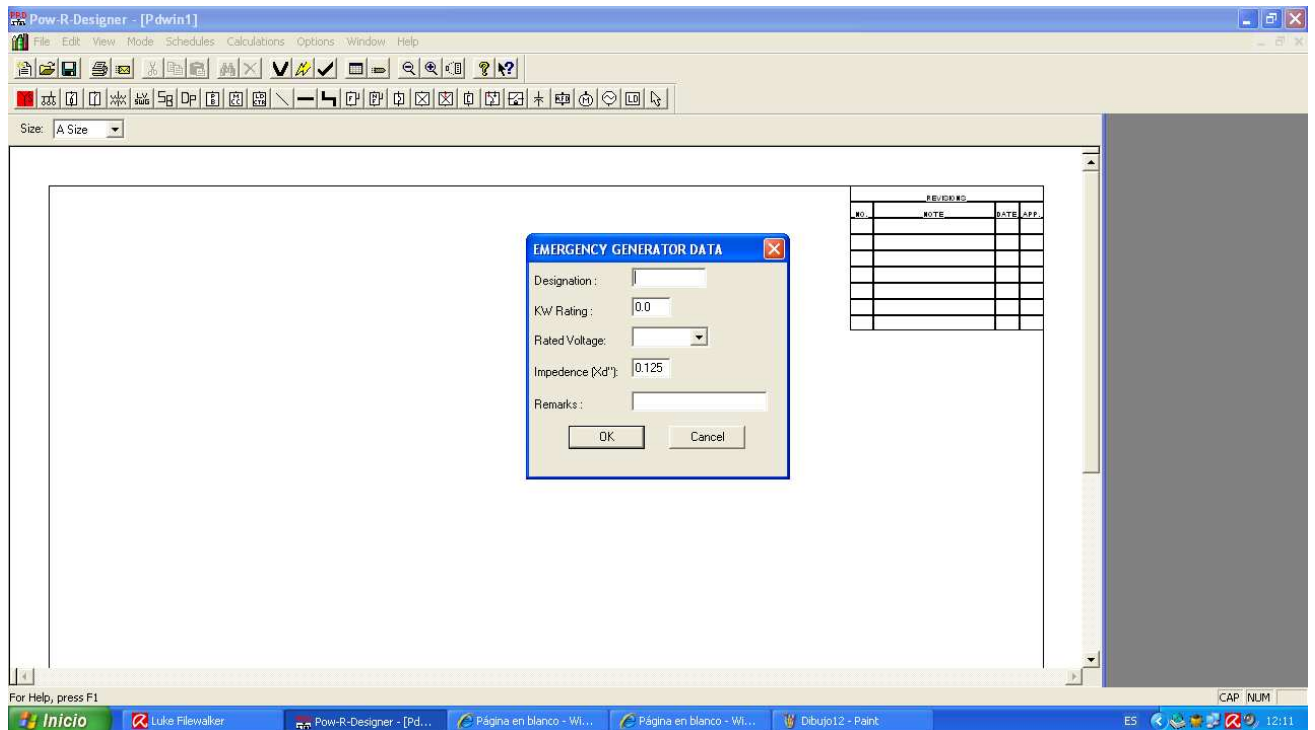 Pow-R-Designer - [Pdwin1]
File Edit View Mode Schedules Calculations Options Window Help
Size: A Size
REVISIONS
NO. NOTE DATE APP.
EMERGENCY GENERATOR DATA
Designation :
KW Rating : 0.0
Rated Voltage:
Impedence (Xd"): 0.125
Remarks :
OK Cancel
For Help, press F1
CAP NUM
Inicio Luke Filewalker Pow-R-Designer - [Pd... Página en blanco - Wi... Página en blanco - Wi... Dibujo12 - Paint ES 12:11